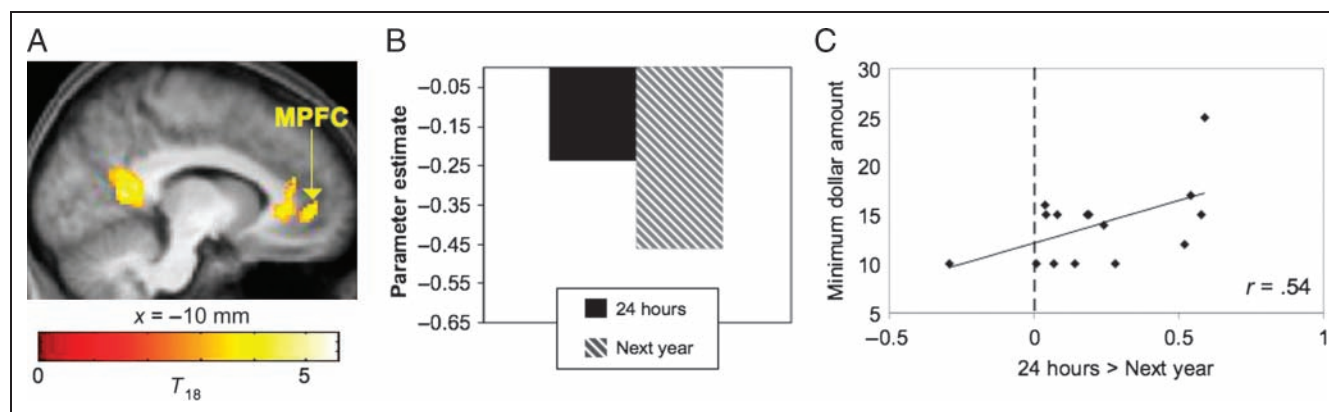 A
MPFC
x = –10 mm
0
5
T18
B
Parameter estimate
–0.05
–0.15
–0.25
–0.35
–0.45
–0.55
–0.65
24 hours
Next year
C
Minimum dollar amount
30
25
20
15
10
5
r = .54
–0.5
0
0.5
1
24 hours > Next year